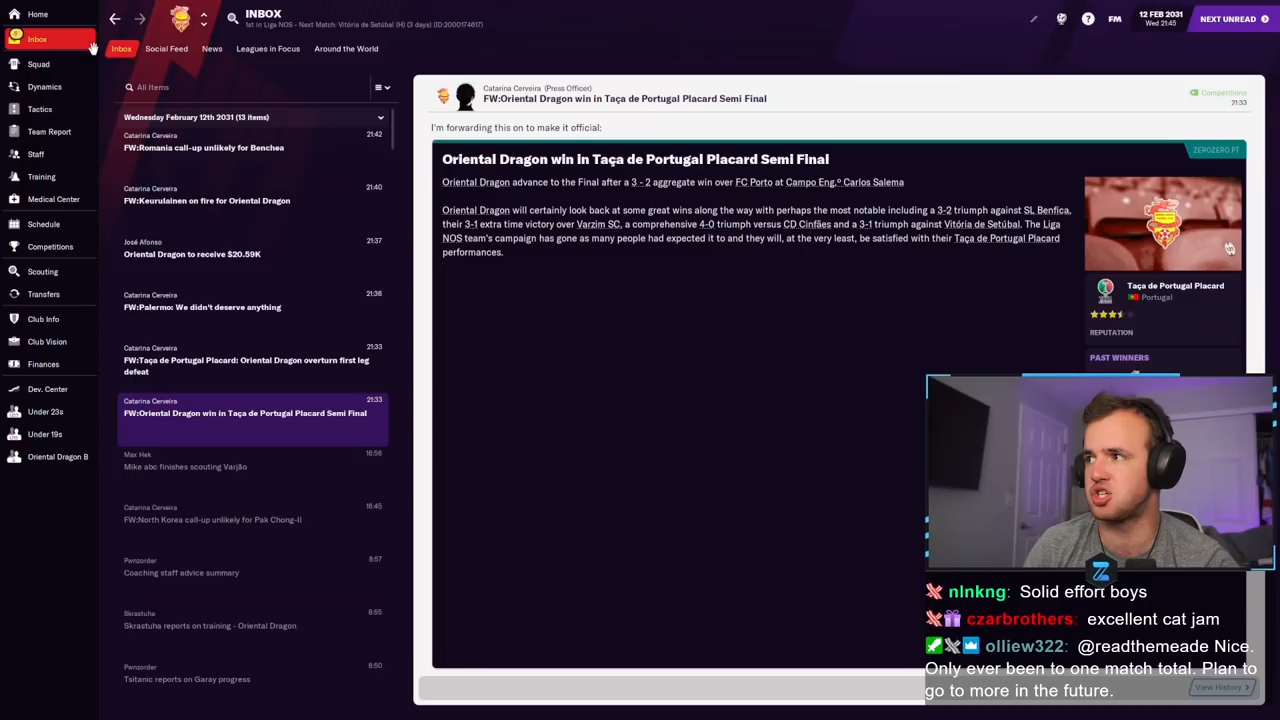 Home
Inbox
Squad
Dynamics
Tactics
Team Report
Staff
Training
Medical Center
Schedule
Competitions
Scouting
Transfers
Club Info
Club Vision
Finances
Dev. Center
Under 23s
Under 19s
Oriental Dragon B
INBOX
1st in Liga NOS - Next Match: Vitória de Setúbal (H) (3 days) (ID:2000174617)
FM
12 FEB 2031
Wed 21:45
NEXT UNREAD
Inbox
Social Feed
News
Leagues in Focus
Around the World
All Items
Wednesday February 12th 2031 (13 items)
Catarina Cerveira 21:42
FW:Romania call-up unlikely for Benchea
Catarina Cerveira 21:40
FW:Keurulainen on fire for Oriental Dragon
José Afonso 21:37
Oriental Dragon to receive $20.59K
Catarina Cerveira 21:36
FW:Palermo: We didn't deserve anything
Catarina Cerveira 21:33
FW:Taça de Portugal Placard: Oriental Dragon overturn first leg
defeat
Catarina Cerveira 21:33
FW:Oriental Dragon win in Taça de Portugal Placard Semi Final
Max Hek 16:56
Mike abc finishes scouting Varjão
Catarina Cerveira 16:45
FW:North Korea call-up unlikely for Pak Chong-Il
Pwnzorder 8:57
Coaching staff advice summary
Skrastuha 8:55
Skrastuha reports on training - Oriental Dragon
Pwnzorder 8:50
Tsitanic reports on Garay progress
Catarina Cerveira (Press Officer)
FW:Oriental Dragon win in Taça de Portugal Placard Semi Final
Competitions
21:33
I'm forwarding this on to make it official:
ZEROZERO.PT
Oriental Dragon win in Taça de Portugal Placard Semi Final
Oriental Dragon advance to the Final after a 3 - 2 aggregate win over FC Porto at Campo Eng.º Carlos Salema
Oriental Dragon will certainly look back at some great wins along the way with perhaps the most notable including a 3-2 triumph against SL Benfica,
their 3-1 extra time victory over Varzim SC, a comprehensive 4-0 triumph versus CD Cinfães and a 3-1 triumph against Vitória de Setúbal. The Liga
NOS team's campaign has gone as many people had expected it to and they will, at the very least, be satisfied with their Taça de Portugal Placard
performances.
Taça de Portugal Placard
Portugal
REPUTATION
PAST WINNERS
nlnkng: Solid effort boys
czarbrothers: excellent cat jam
olliew322: @readthemeade Nice.
Only ever been to one match total. Plan to
go to more in the future.
View History